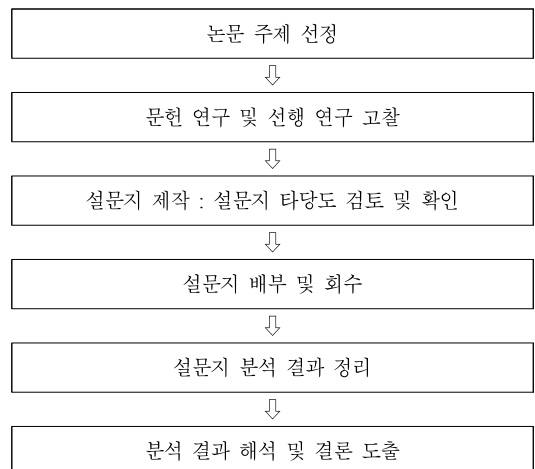 논문 주제 선정
문헌 연구 및 선행 연구 고찰
설문지 제작 : 설문지 타당도 검토 및 확인
설문지 배부 및 회수
설문지 분석 결과 정리
분석 결과 해석 및 결론 도출